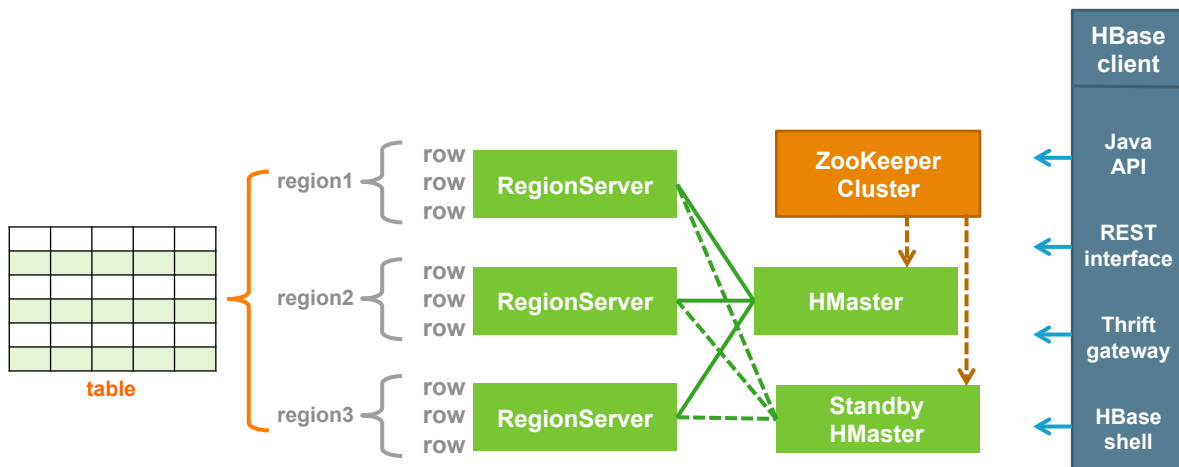 HBase
client
Java
API
REST
interface
Thrift
gateway
HBase
shell
ZooKeeper
Cluster
HMaster
Standby
HMaster
RegionServer
RegionServer
RegionServer
region1
row
row
row
region2
row
row
row
region3
row
row
row
table